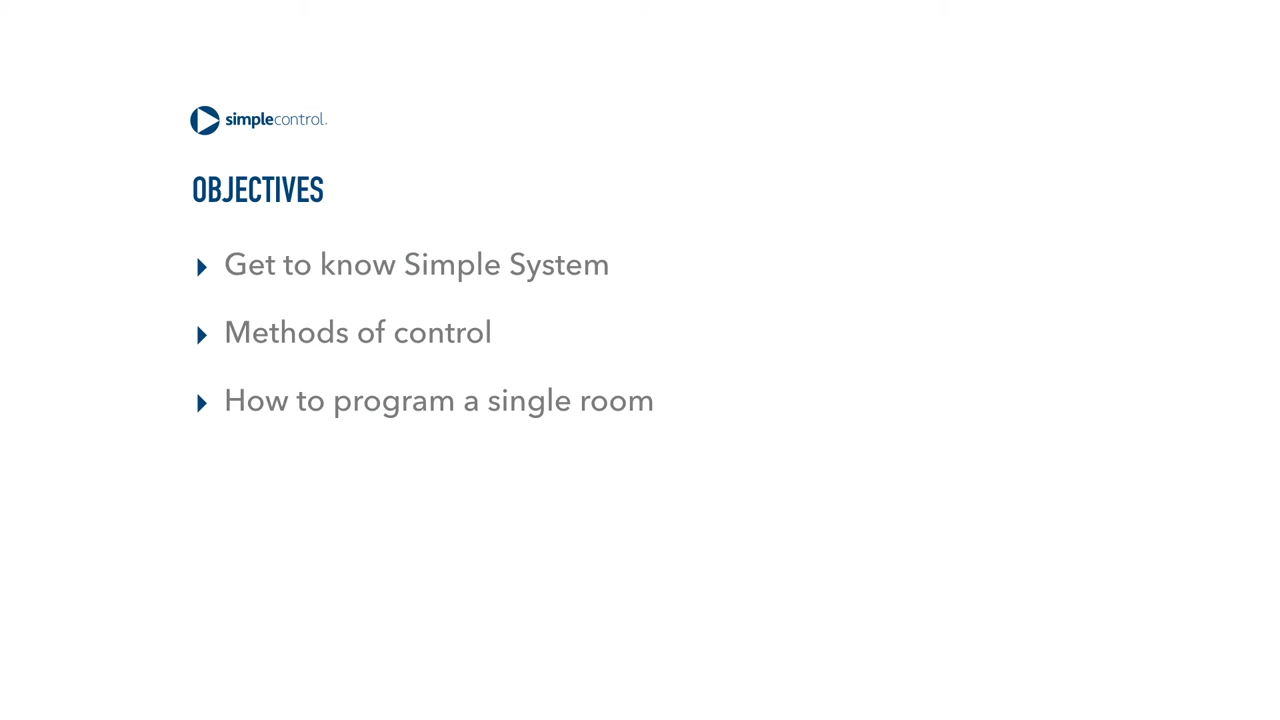 simplecontrol.
OBJECTIVES
Get to know Simple System
Methods of control
How to program a single room